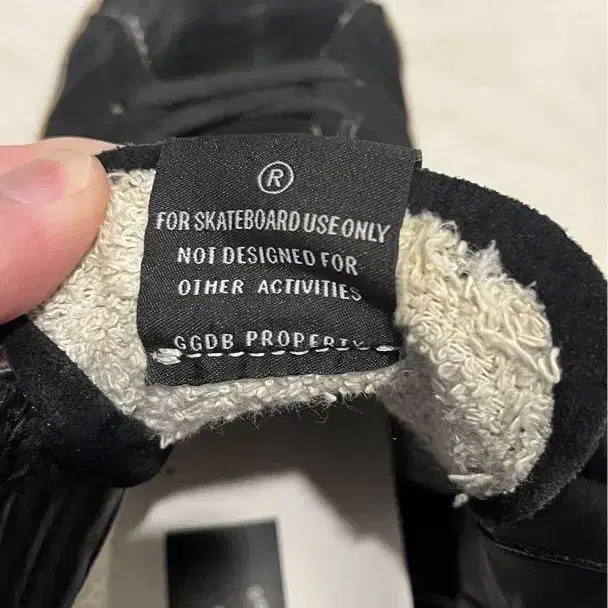 ®
FOR SKATEBOARD USE ONLY
NOT DESIGNED FOR
OTHER ACTIVITIES
GGDB PROPERTY